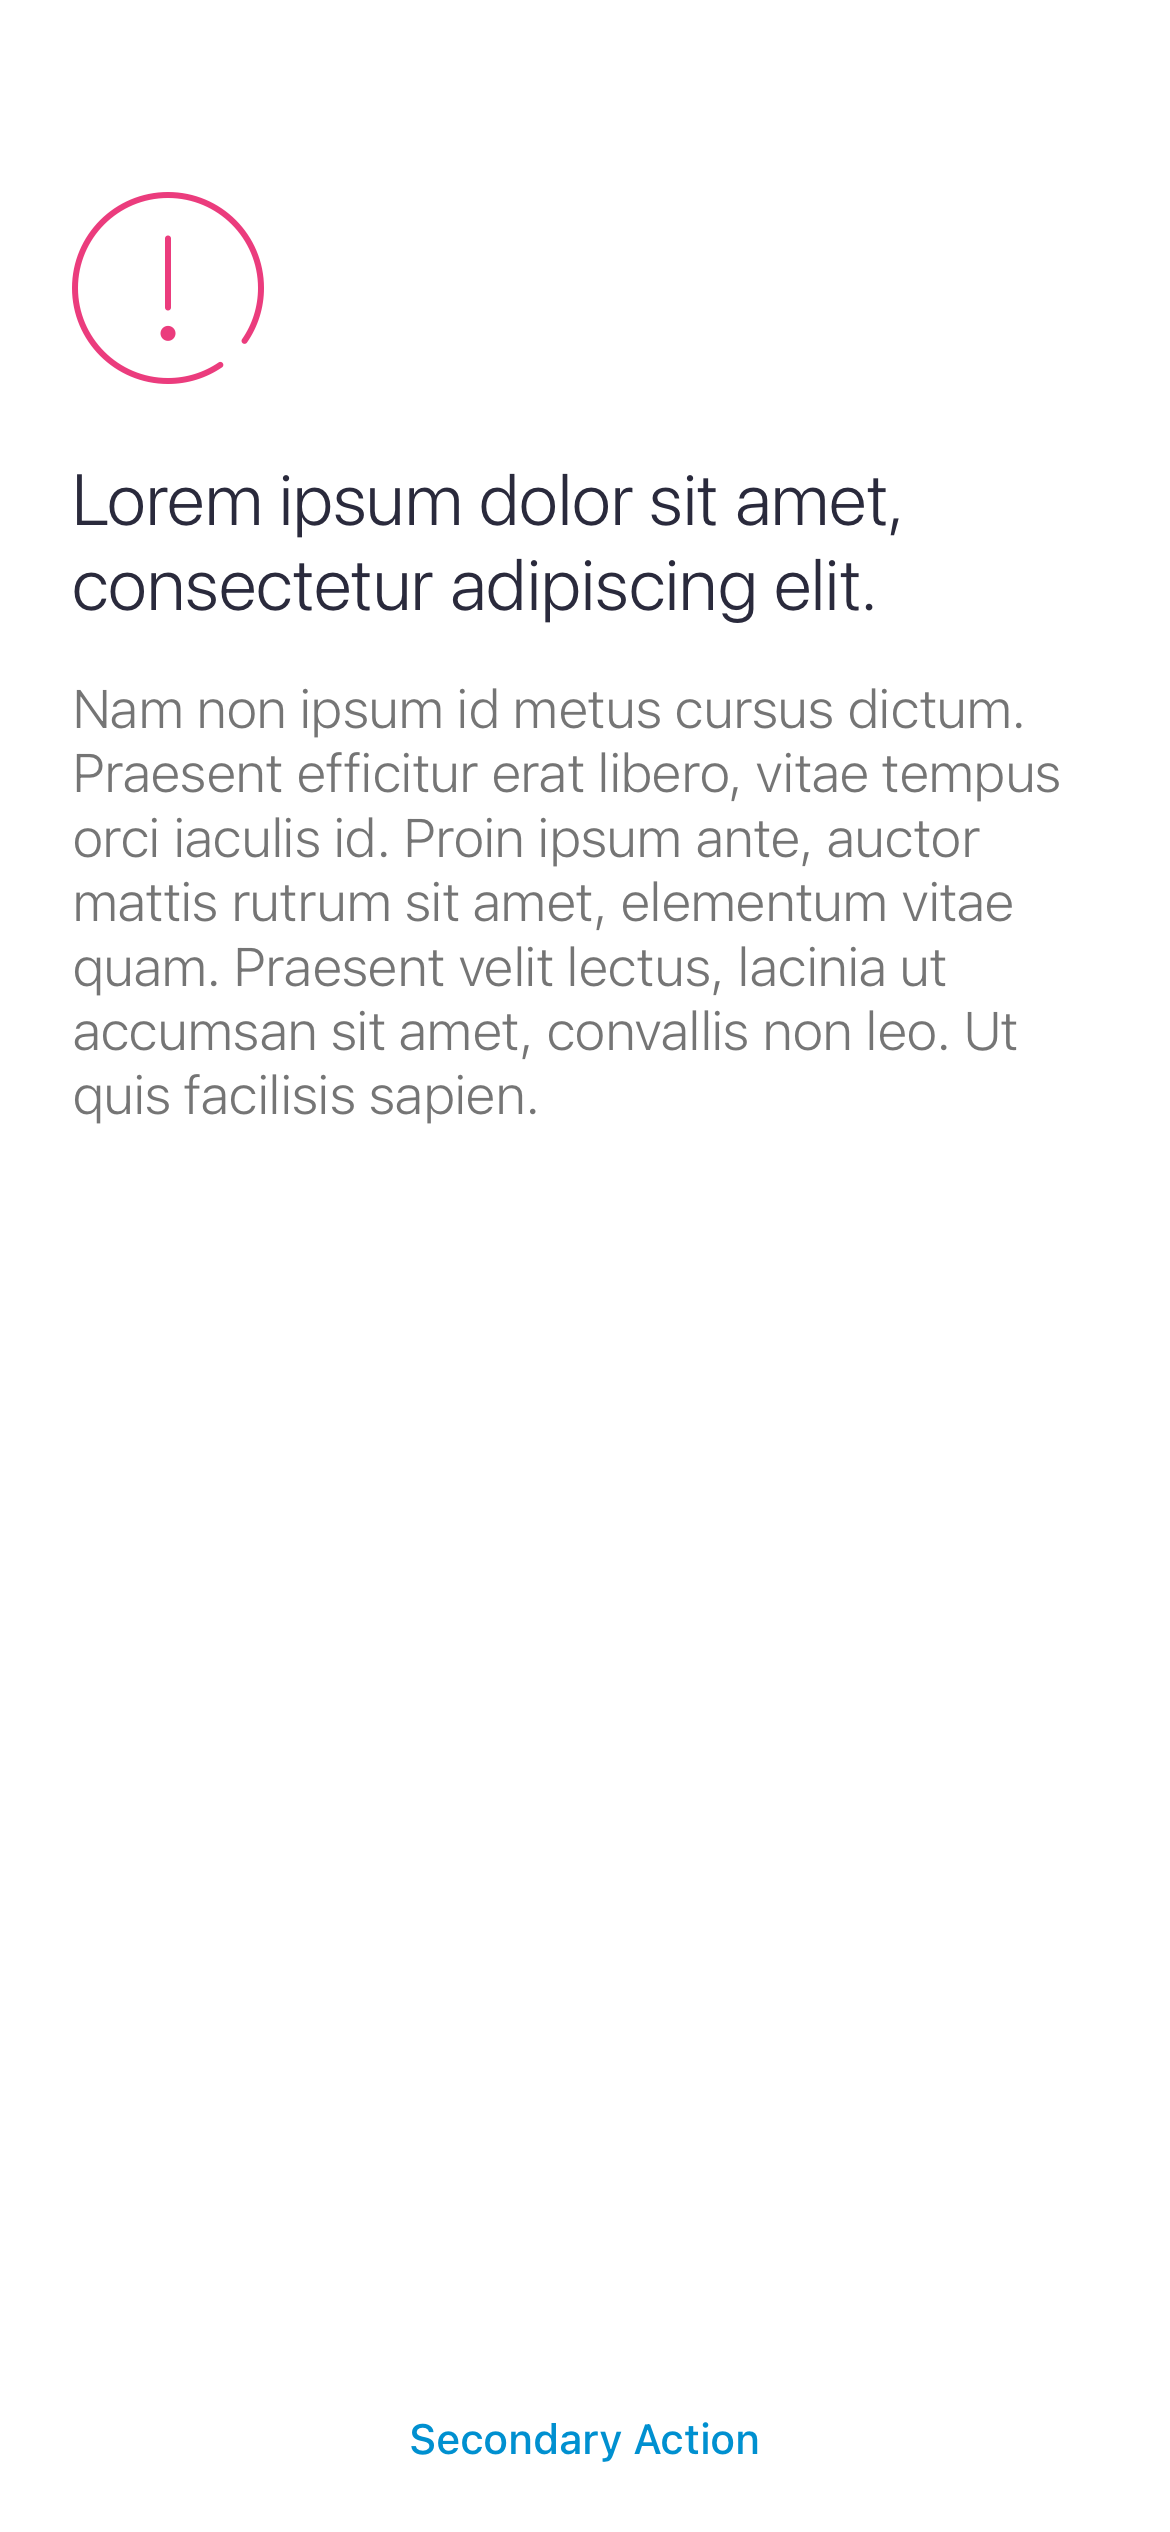 Lorem ipsum dolor sit amet,
consectetur adipiscing elit.
Nam non ipsum id metus cursus dictum.
Praesent efficitur erat libero, vitae tempus
orci iaculis id. Proin ipsum ante, auctor
mattis rutrum sit amet, elementum vitae
quam. Praesent velit lectus, lacinia ut
accumsan sit amet, convallis non leo. Ut
quis facilisis sapien.
Secondary Action